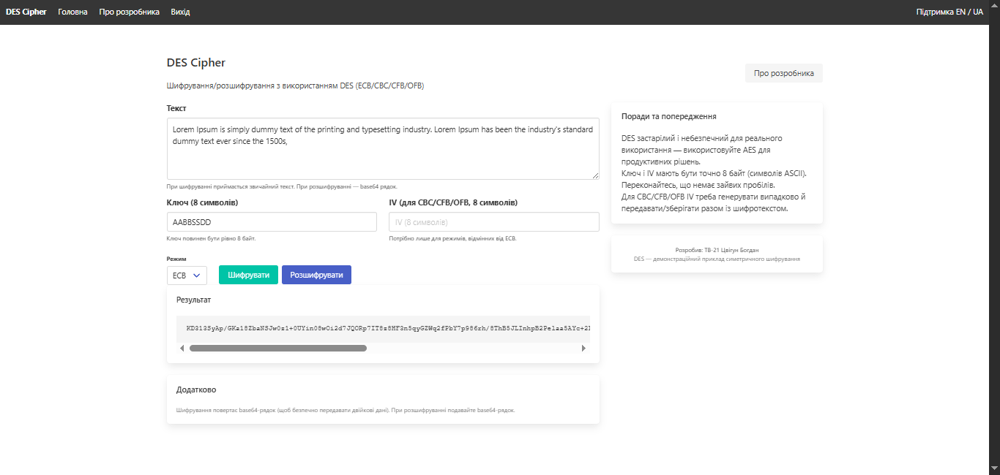 DES Cipher Головна Про розробника Вихід Підтримка EN / UA
DES Cipher
Про розробника
Шифрування/розшифрування з використанням DES (ECB/CBC/CFB/OFB)
Текст
Lorem Ipsum is simply dummy text of the printing and typesetting industry. Lorem Ipsum has been the industry's standard
dummy text ever since the 1500s,
При шифруванні приймається звичайний текст. При розшифруванні — base64 рядок.
Ключ (8 символів)
AABBSSDD
Ключ повинен бути рівно 8 байт.
IV (для CBC/CFB/OFB, 8 символів)
IV (8 символів)
Потрібно лише для режимів, відмінних від ECB.
Режим
ECB Шифрувати Розшифрувати
Результат
Додатково
Шифрування повертає base64-рядок (щоб безпечно передавати двійкові дані). При розшифруванні подавайте base64-рядок.
Поради та попередження
DES застарілий і небезпечний для реального
використання — використовуйте AES для
продуктивних рішень.
Ключ і IV мають бути точно 8 байт (символів ASCII).
Переконайтесь, що немає зайвих пробілів.
Для CBC/CFB/OFB IV треба генерувати випадково й
передавати/зберігати разом із шифротекстом.
Розробив: ТВ-21 Цвігун Богдан
DES — демонстраційний приклад симетричного шифрування